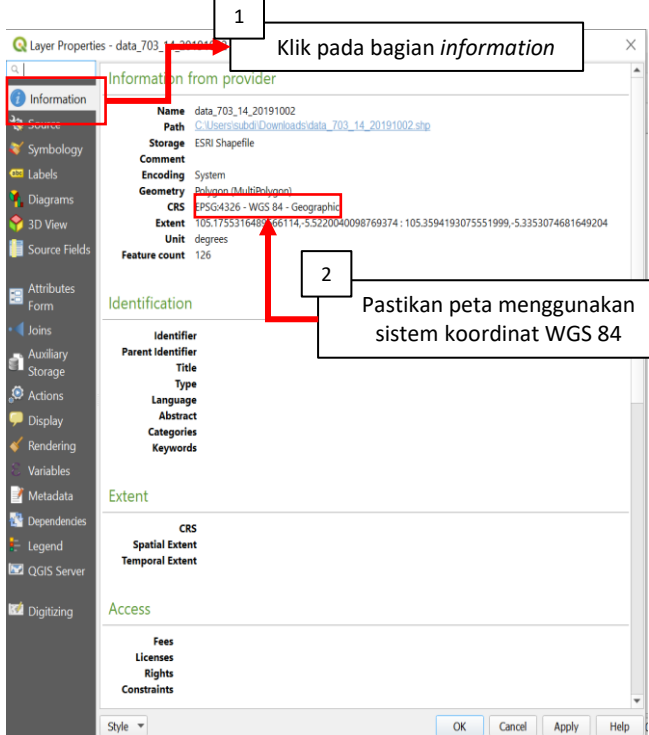 1
Klik pada bagian information
Layer Properties - data_703_14_20191002
Information
Source
Symbology
Labels
Diagrams
3D View
Source Fields
Attributes
Form
Joins
Auxiliary
Storage
Actions
Display
Rendering
Variables
Metadata
Dependencies
Legend
QGIS Server
Digitizing
Information from provider
Name data_703_14_20191002
Path C:\Users\subdi\Downloads\data_703_14_20191002.shp
Storage ESRI Shapefile
Comment
Encoding System
Geometry Polygon (MultiPolygon)
CRS EPSG:4326 - WGS 84 - Geographic
Extent ,-5.5220040098769374 : 105.3594193075551999,-5.3353074681649204
Unit degrees
Feature count 126
2
Pastikan peta menggunakan
sistem koordinat WGS 84
Identification
Identifier
Parent Identifier
Title
Type
Language
Abstract
Categories
Keywords
Extent
CRS
Spatial Extent
Temporal Extent
Access
Fees
Licenses
Rights
Constraints
Style
OK Cancel Apply Help